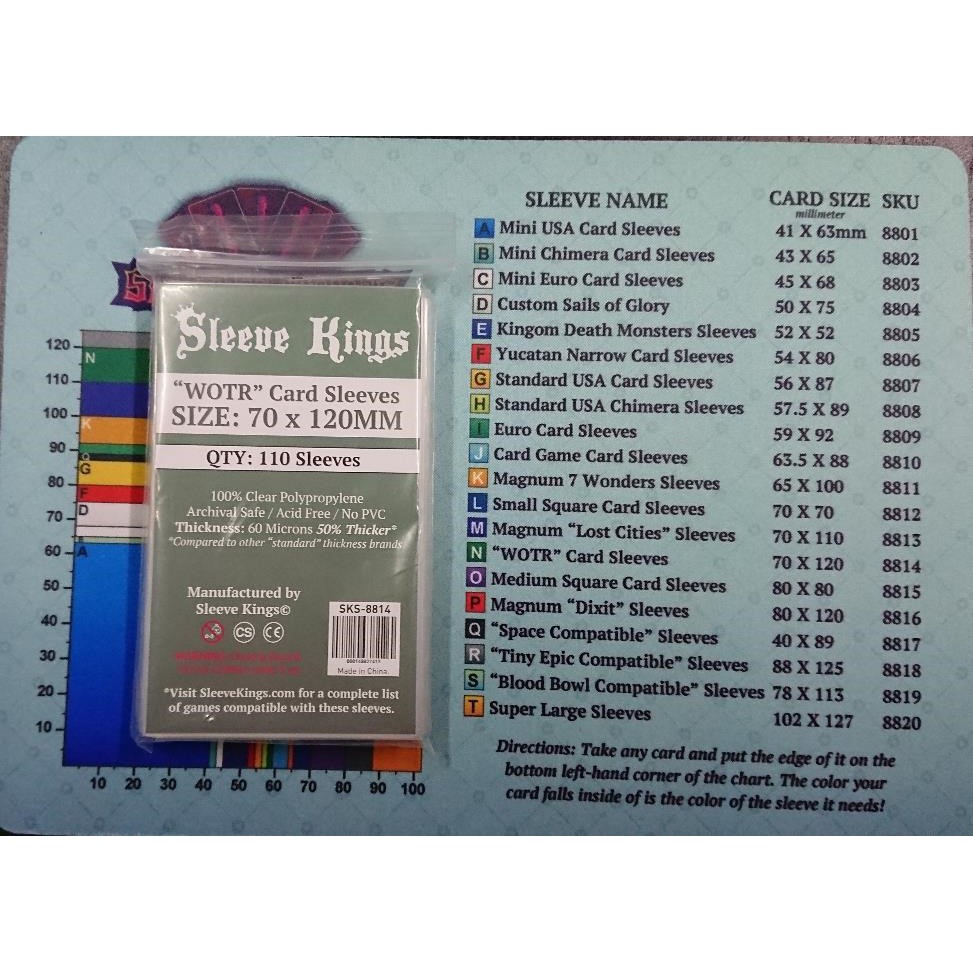 Sleeve Kings
"WOTR" Card Sleeves
SIZE: 70 x 120MM
QTY: 110 Sleeves
100% Clear Polypropylene
Archival Safe / Acid Free / No PVC
Thickness: 60 Microns 50% Thicker*
*Compared to other "standard" thickness brands
Manufactured by
Sleeve Kings©
SKS-8814
CS CE
Made in China
*Visit SleeveKings.com for a complete list
of games compatible with these sleeves.
120
110
100
90
80
70
60
50
40
30
20
10
N
K
Q
G
F
D
A
10 20 30 40 50 60 70 80 90 100
SLEEVE NAME CARD SIZE SKU
millimeter
A Mini USA Card Sleeves 41 X 63mm 8801
B Mini Chimera Card Sleeves 43 X 65 8802
C Mini Euro Card Sleeves 45 X 68 8803
D Custom Sails of Glory 50 X 75 8804
E Kingom Death Monsters Sleeves 52 X 52 8805
F Yucatan Narrow Card Sleeves 54 X 80 8806
G Standard USA Card Sleeves 56 X 87 8807
H Standard USA Chimera Sleeves 57.5 X 89 8808
I Euro Card Sleeves 59 X 92 8809
J Card Game Card Sleeves 63.5 X 88 8810
K Magnum 7 Wonders Sleeves 65 X 100 8811
L Small Square Card Sleeves 70 X 70 8812
M Magnum "Lost Cities" Sleeves 70 X 110 8813
N "WOTR" Card Sleeves 70 X 120 8814
O Medium Square Card Sleeves 80 X 80 8815
P Magnum "Dixit" Sleeves 80 X 120 8816
Q "Space Compatible" Sleeves 40 X 89 8817
R "Tiny Epic Compatible" Sleeves 88 X 125 8818
S "Blood Bowl Compatible" Sleeves 78 X 113 8819
T Super Large Sleeves 102 X 127 8820
Directions: Take any card and put the edge of it on the
bottom left-hand corner of the chart. The color your
card falls inside of is the color of the sleeve it needs!